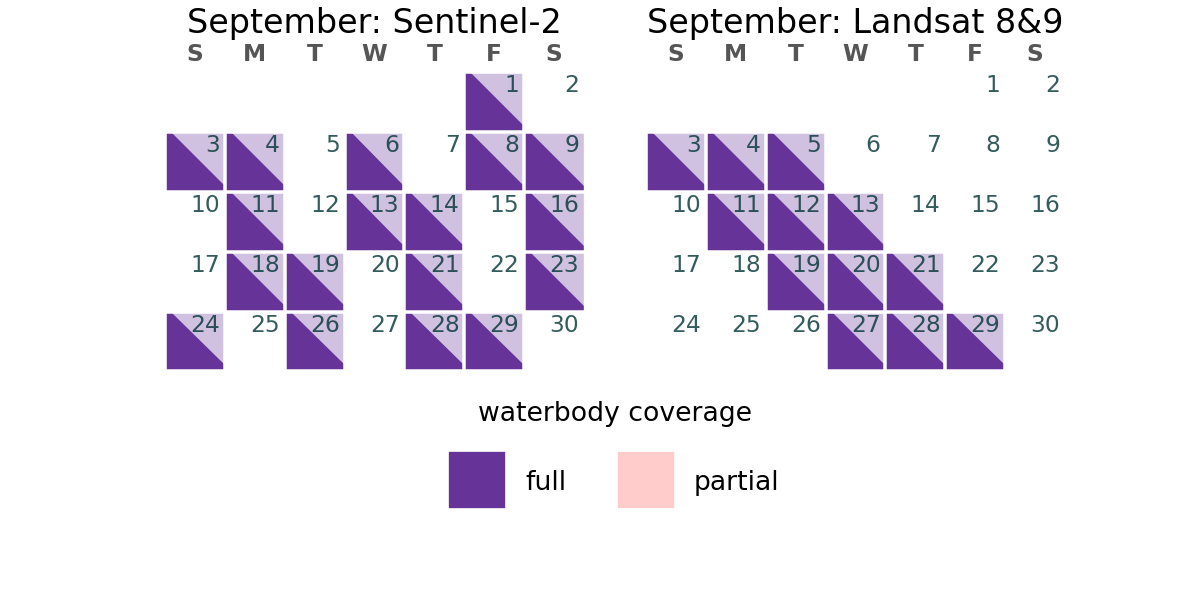 September: Sentinel-2
S M T W T F S
1 2
3 4 5 6 7 8 9
10 11 12 13 14 15 16
17 18 19 20 21 22 23
24 25 26 27 28 29 30
September: Landsat 8&9
S M T W T F S
1 2
3 4 5 6 7 8 9
10 11 12 13 14 15 16
17 18 19 20 21 22 23
24 25 26 27 28 29 30
waterbody coverage
full partial